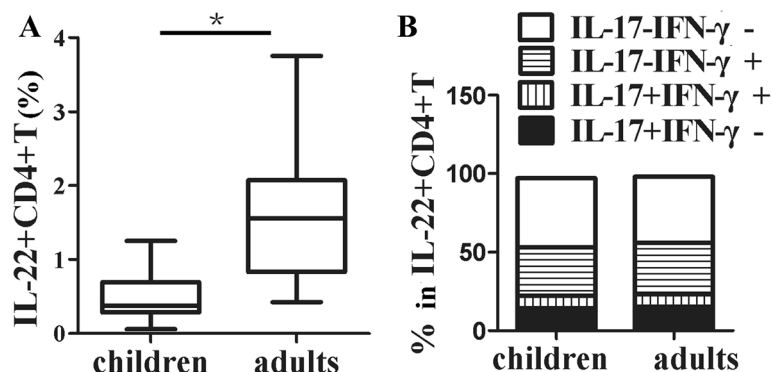 A
*
IL-22+CD4+T (%)
4
3
2
1
0
children adults
B
IL-17-IFN-γ -
IL-17-IFN-γ +
IL-17+IFN-γ +
IL-17+IFN-γ -
% in IL-22+CD4+T
150
100
50
0
children adults